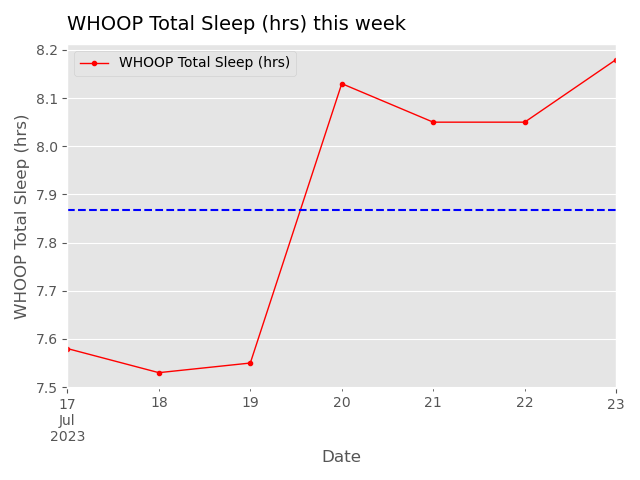 WHOOP Total Sleep (hrs) this week
WHOOP Total Sleep (hrs)
WHOOP Total Sleep (hrs)
8.2
8.1
8.0
7.9
7.8
7.7
7.6
7.5
17 18 19 20 21 22 23
Jul
2023
Date